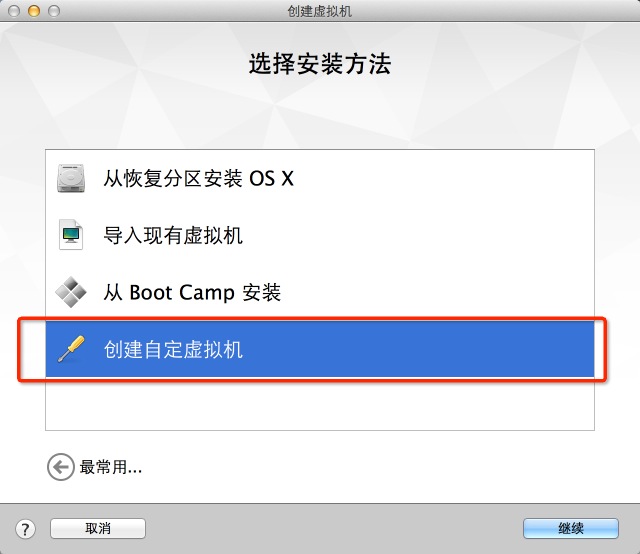 创建虚拟机
选择安装方法
从恢复分区安装 OS X
导入现有虚拟机
从 Boot Camp 安装
创建自定虚拟机
最常用...
?
取消
继续